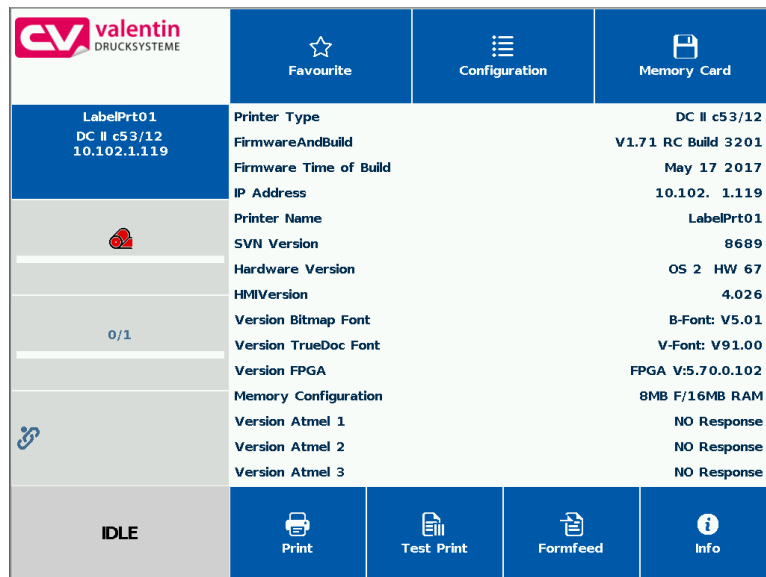 valentin
DRUCKSYSTEME
Favourite
Configuration
Memory Card
LabelPrt01
DC II c53/12
10.102.1.119
0/1
IDLE
Printer Type DC II c53/12
FirmwareAndBuild V1.71 RC Build 3201
Firmware Time of Build May 17 2017
IP Address 10.102. 1.119
Printer Name LabelPrt01
SVN Version 8689
Hardware Version OS 2 HW 67
HMIVersion 4.026
Version Bitmap Font B-Font: V5.01
Version TrueDoc Font V-Font: V91.00
Version FPGA FPGA V:5.70.0.102
Memory Configuration 8MB F/16MB RAM
Version Atmel 1 NO Response
Version Atmel 2 NO Response
Version Atmel 3 NO Response
Print
Test Print
Formfeed
Info